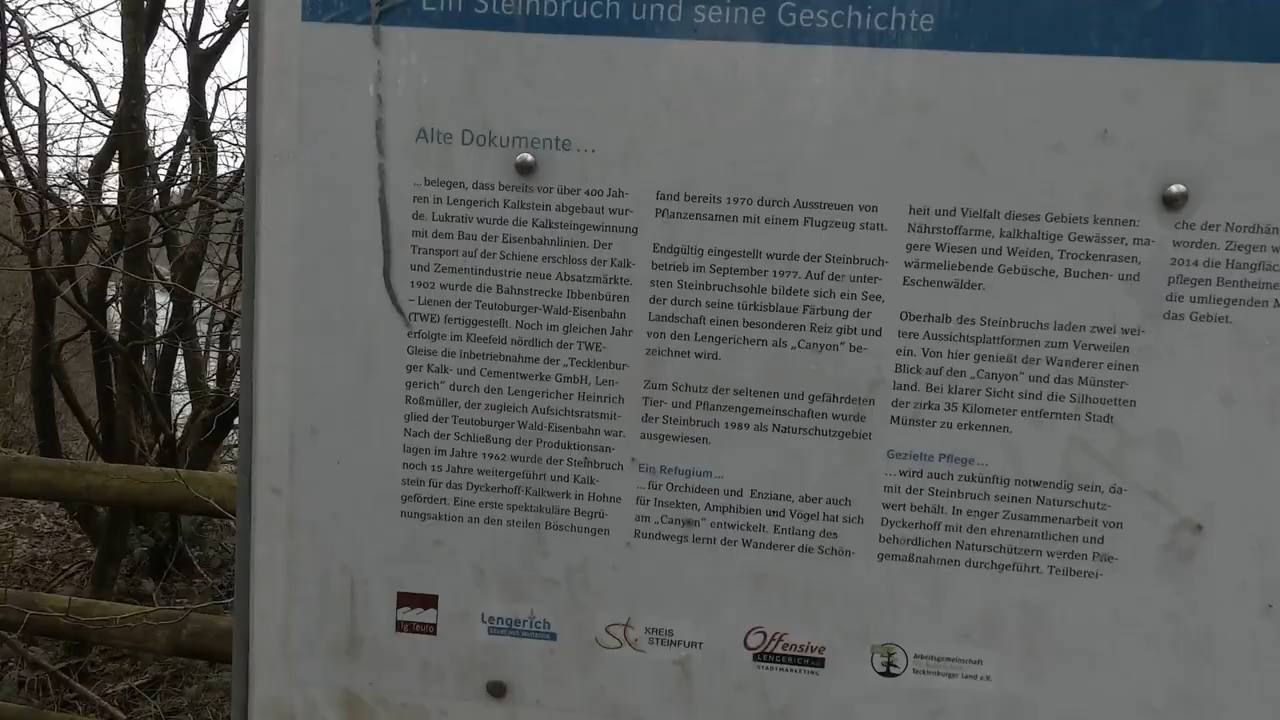 Ein Steinbruch und seine Geschichte
Alte Dokumente ...
... belegen, dass bereits vor über 400 Jah-
ren in Lengerich Kalkstein abgebaut wur-
de. Lukrativ wurde die Kalksteingewinnung
mit dem Bau der Eisenbahnlinien. Der
Transport auf der Schiene erschloss der Kalk-
und Zementindustrie neue Absatzmärkte.
1902 wurde die Bahnstrecke Ibbenbüren
– Lienen der Teutoburger-Wald-Eisenbahn
(TWE) fertiggestellt. Noch im gleichen Jahr
erfolgte im Kleefeld nördlich der TWE-
Gleise die Inbetriebnahme der „Tecklenbur-
ger Kalk- und Cementwerke GmbH, Len-
gerich“ durch den Lengericher Heinrich
Roßmüller, der zugleich Aufsichtsratsmit-
glied der Teutoburger Wald-Eisenbahn war.
Nach der Schließung der Produktionsan-
lagen im Jahre 1962 wurde der Steinbruch
noch 15 Jahre weitergeführt und Kalk-
stein für das Dyckerhoff-Kalkwerk in Hohne
gefördert. Eine erste spektakuläre Begrü-
nungsaktion an den steilen Böschungen
fand bereits 1970 durch Ausstreuen von
Pflanzensamen mit einem Flugzeug statt.
Endgültig eingestellt wurde der Steinbruch-
betrieb im September 1977. Auf der unter-
sten Steinbruchsohle bildete sich ein See,
der durch seine türkisblaue Färbung der
Landschaft einen besonderen Reiz gibt und
von den Lengerichern als „Canyon“ be-
zeichnet wird.
Zum Schutz der seltenen und gefährdeten
Tier- und Pflanzengemeinschaften wurde
der Steinbruch 1989 als Naturschutzgebiet
ausgewiesen.
Ein Refugium...
... für Orchideen und Enziane, aber auch
für Insekten, Amphibien und Vögel hat sich
am „Canyon“ entwickelt. Entlang des
Rundwegs lernt der Wanderer die Schön-
heit und Vielfalt dieses Gebiets kennen:
Nährstoffarme, kalkhaltige Gewässer, ma-
gere Wiesen und Weiden, Trockenrasen,
wärmeliebende Gebüsche, Buchen- und
Eschenwälder.
Oberhalb des Steinbruchs laden zwei wei-
tere Aussichtsplattformen zum Verweilen
ein. Von hier genießt der Wanderer einen
Blick auf den „Canyon“ und das Münster-
land. Bei klarer Sicht sind die Silhouetten
der zirka 35 Kilometer entfernten Stadt
Münster zu erkennen.
Gezielte Pflege...
... wird auch zukünftig notwendig sein, da-
mit der Steinbruch seinen Naturschutz-
wert behält. In enger Zusammenarbeit von
Dyckerhoff mit den ehrenamtlichen und
behördlichen Naturschützern werden Pfle-
gemaßnahmen durchgeführt. Teilberei-
che der Nordhän
worden. Ziegen w
2014 die Hangfläc
pflegen Bentheime
die umliegenden
das Gebiet.
ig Teuto
Lengerich
St. KREIS
STEINFURT
Offensive
LENGERICH e.V.
STADTMARKETING
Arbeitsgemeinschaft
Tecklenburger Land e.V.